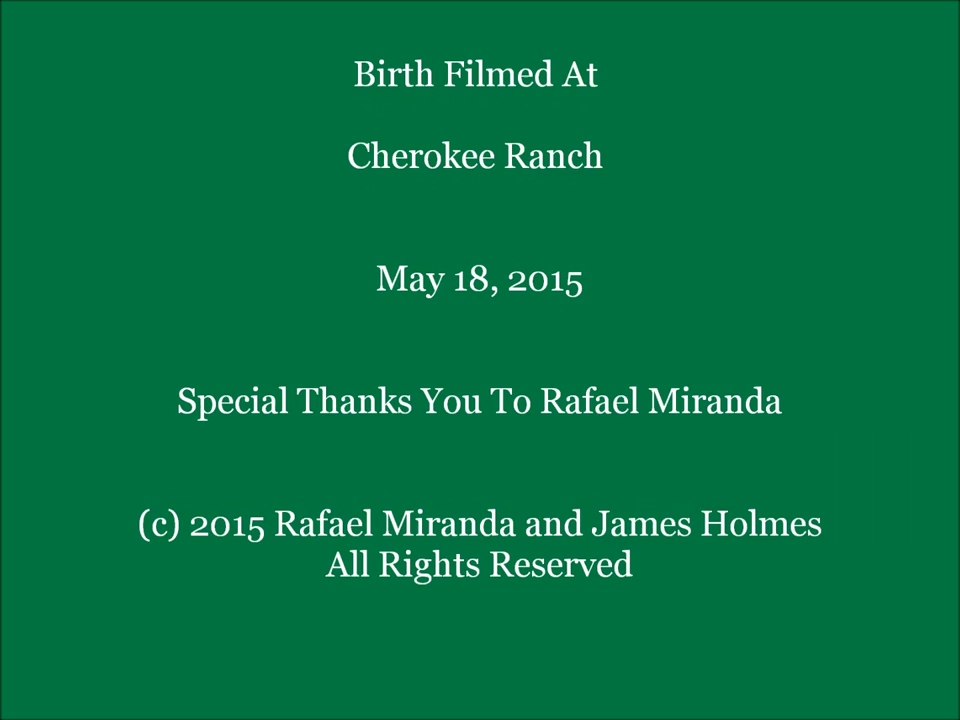 Birth Filmed At
Cherokee Ranch
May 18, 2015
Special Thanks You To Rafael Miranda
(c) 2015 Rafael Miranda and James Holmes
All Rights Reserved